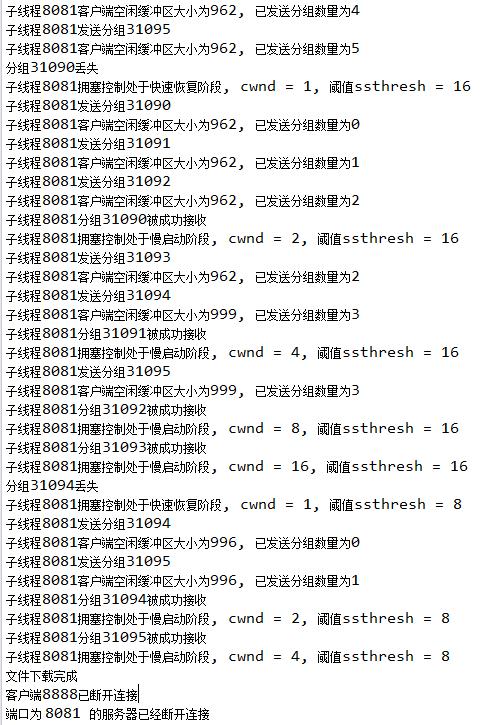 子线程8081客户端空闲缓冲区大小为962, 已发送分组数量为4
子线程8081发送分组31095
子线程8081客户端空闲缓冲区大小为962, 已发送分组数量为5
分组31090丢失
子线程8081拥塞控制处于快速恢复阶段, cwnd = 1, 阈值ssthresh = 16
子线程8081发送分组31090
子线程8081客户端空闲缓冲区大小为962, 已发送分组数量为0
子线程8081发送分组31091
子线程8081客户端空闲缓冲区大小为962, 已发送分组数量为1
子线程8081发送分组31092
子线程8081客户端空闲缓冲区大小为962, 已发送分组数量为2
子线程8081分组31090被成功接收
子线程8081拥塞控制处于慢启动阶段, cwnd = 2, 阈值ssthresh = 16
子线程8081发送分组31093
子线程8081客户端空闲缓冲区大小为962, 已发送分组数量为2
子线程8081发送分组31094
子线程8081客户端空闲缓冲区大小为999, 已发送分组数量为3
子线程8081分组31091被成功接收
子线程8081拥塞控制处于慢启动阶段, cwnd = 4, 阈值ssthresh = 16
子线程8081发送分组31095
子线程8081客户端空闲缓冲区大小为999, 已发送分组数量为3
子线程8081分组31092被成功接收
子线程8081拥塞控制处于慢启动阶段, cwnd = 8, 阈值ssthresh = 16
子线程8081分组31093被成功接收
子线程8081拥塞控制处于慢启动阶段, cwnd = 16, 阈值ssthresh = 16
分组31094丢失
子线程8081拥塞控制处于快速恢复阶段, cwnd = 1, 阈值ssthresh = 8
子线程8081发送分组31094
子线程8081客户端空闲缓冲区大小为996, 已发送分组数量为0
子线程8081发送分组31095
子线程8081客户端空闲缓冲区大小为996, 已发送分组数量为1
子线程8081分组31094被成功接收
子线程8081拥塞控制处于慢启动阶段, cwnd = 2, 阈值ssthresh = 8
子线程8081分组31095被成功接收
子线程8081拥塞控制处于慢启动阶段, cwnd = 4, 阈值ssthresh = 8
文件下载完成
客户端8888已断开连接
端口为 8081 的服务器已经断开连接